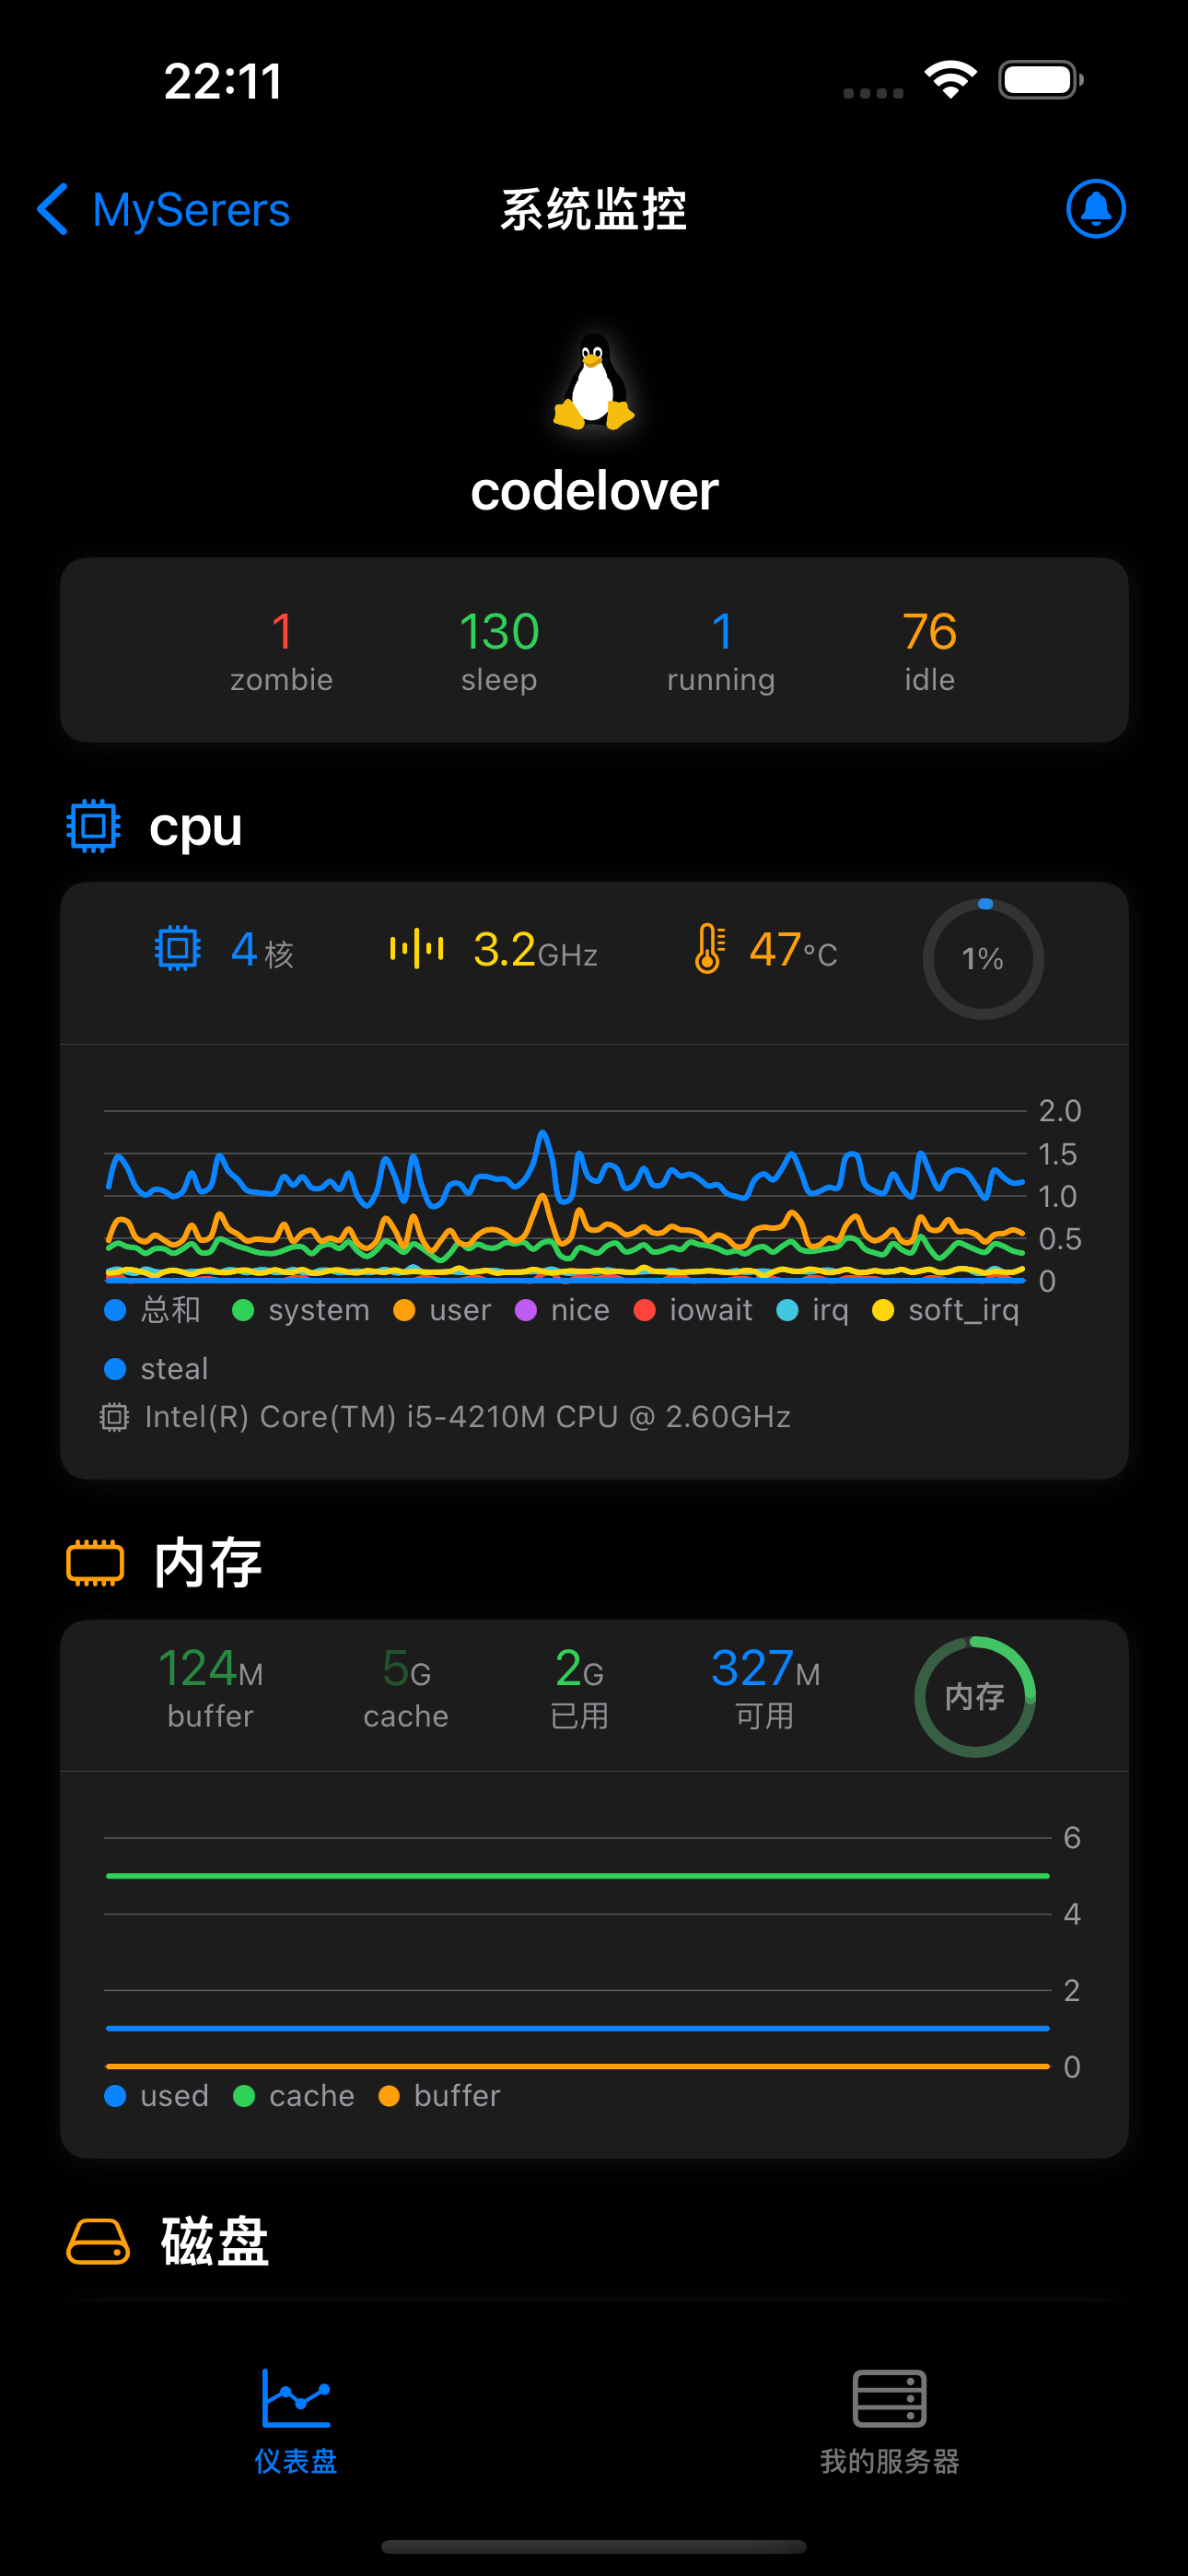 22:11
MySerers 系统监控
codelover
1 130 1 76
zombie sleep running idle
cpu
4核 3.2GHz 47°C 1%
2.0
1.5
1.0
0.5
0
总和 system user nice iowait irq soft_irq
steal
Intel(R) Core(TM) i5-4210M CPU @ 2.60GHz
内存
124M 5G 2G 327M 内存
buffer cache 已用 可用
6
4
2
0
used cache buffer
磁盘
仪表盘 我的服务器